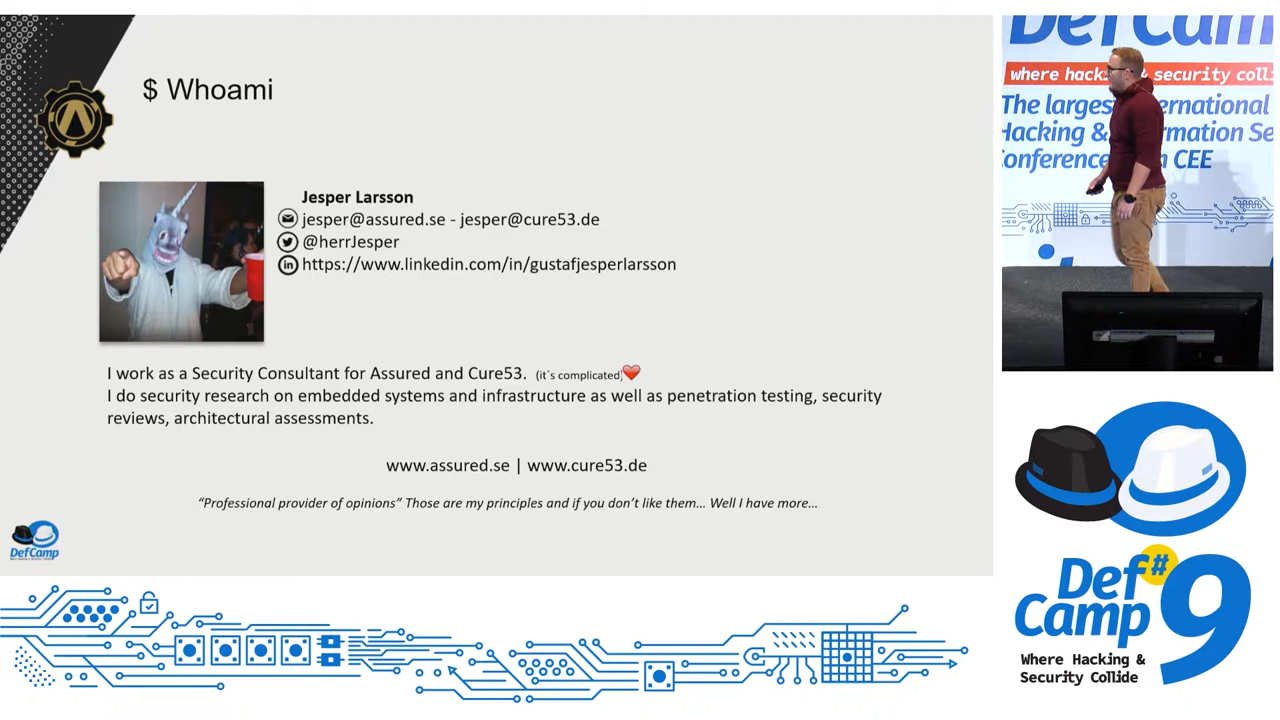 $ Whoami
Jesper Larsson
jesper@assured.se - jesper@cure53.de
@herrJesper
https://www.linkedin.com/in/gustafjesperlarsson
I work as a Security Consultant for Assured and Cure53. (it´s complicated)
I do security research on embedded systems and infrastructure as well as penetration testing, security
reviews, architectural assessments.
www.assured.se | www.cure53.de
“Professional provider of opinions” Those are my principles and if you don’t like them... Well I have more...
DefCamp
DefCam
where hack & security coll
The larges ernational
Hacking & ormation Se
Conference n CEE
Def #
Camp 9
Where Hacking &
Security Collide